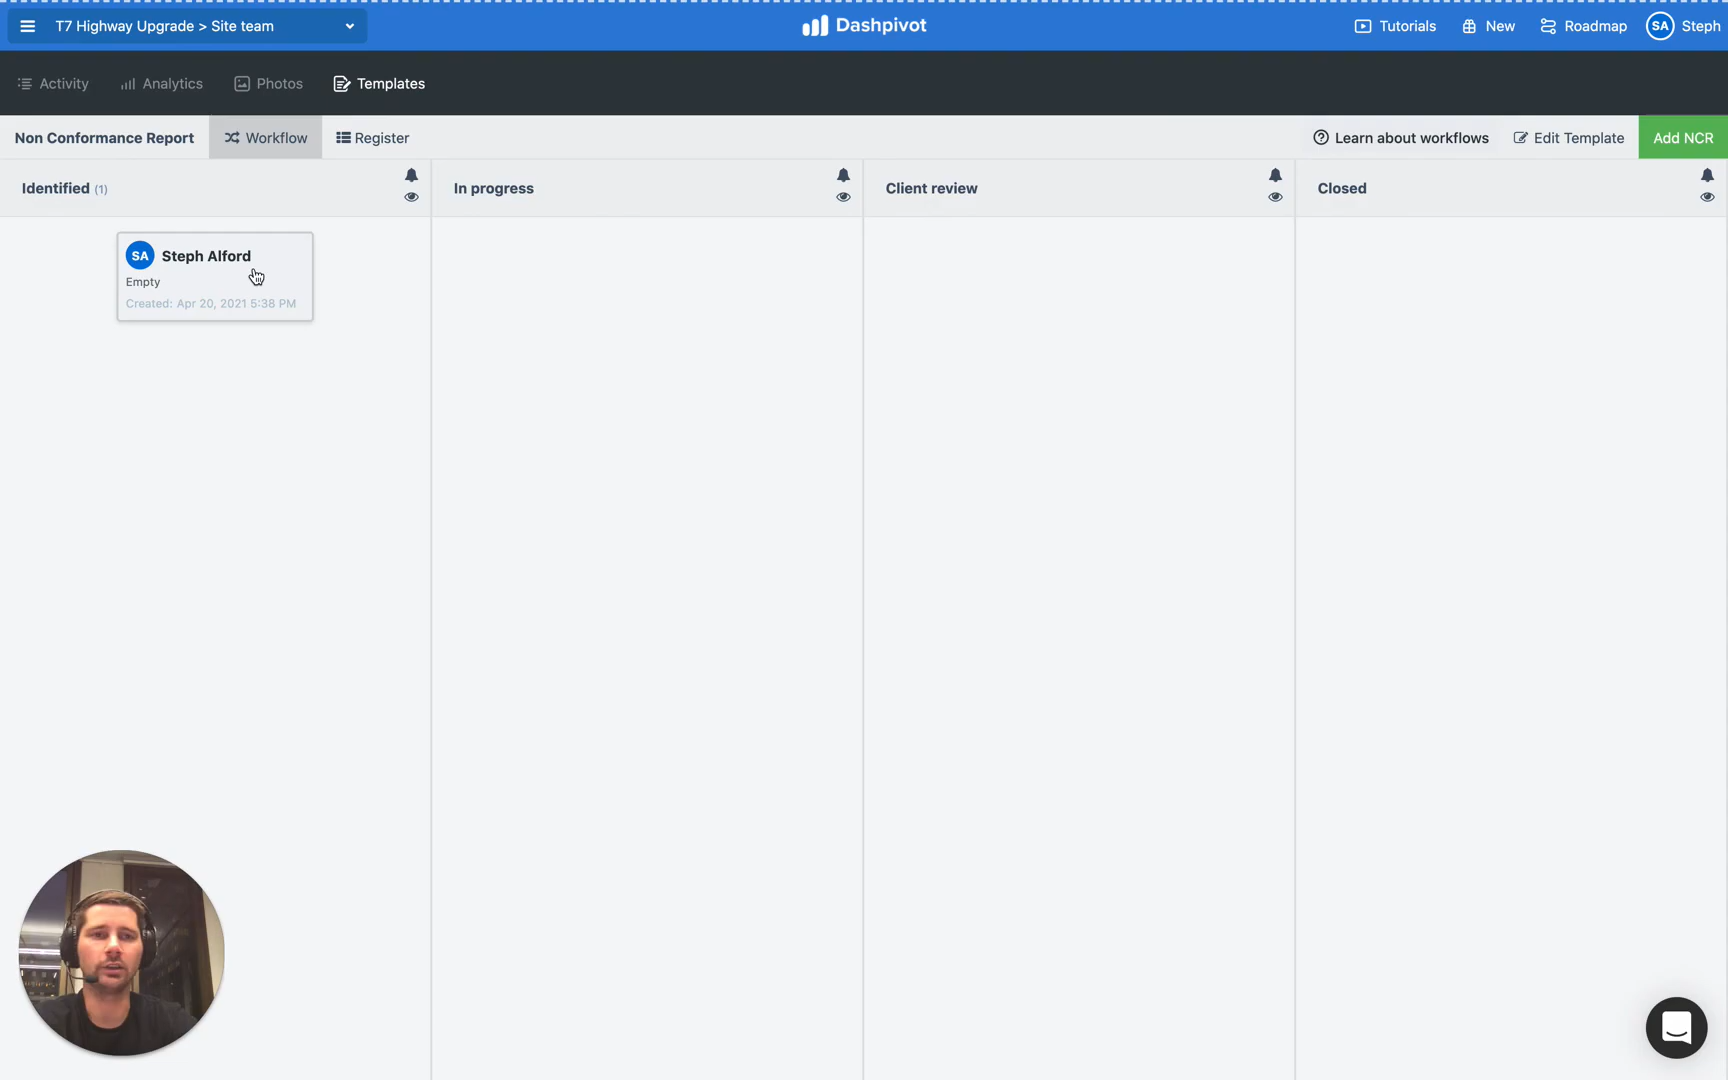 T7 Highway Upgrade > Site team
Dashpivot
Tutorials
New
Roadmap
SA Steph
Activity
Analytics
Photos
Templates
Non Conformance Report
Workflow
Register
Learn about workflows
Edit Template
Add NCR
Identified (1)
In progress
Client review
Closed
SA Steph Alford
Empty
Created: Apr 20, 2021 5:38 PM